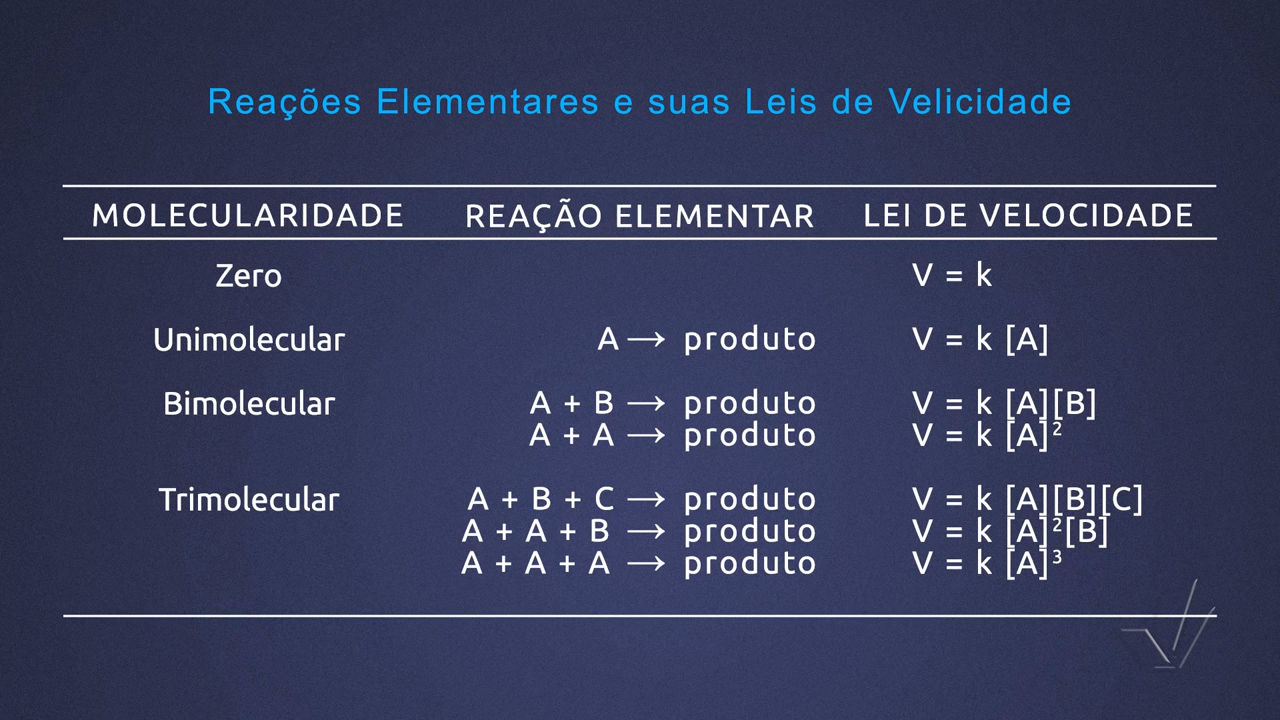 Reações Elementares e suas Leis de Velicidade
MOLECULARIDADE REAÇÃO ELEMENTAR LEI DE VELOCIDADE
Zero V = k
Unimolecular A → produto V = k [A]
Bimolecular A + B → produto V = k [A][B]
A + A → produto V = k [A]²
Trimolecular A + B + C → produto V = k [A][B][C]
A + A + B → produto V = k [A]²[B]
A + A + A → produto V = k [A]³